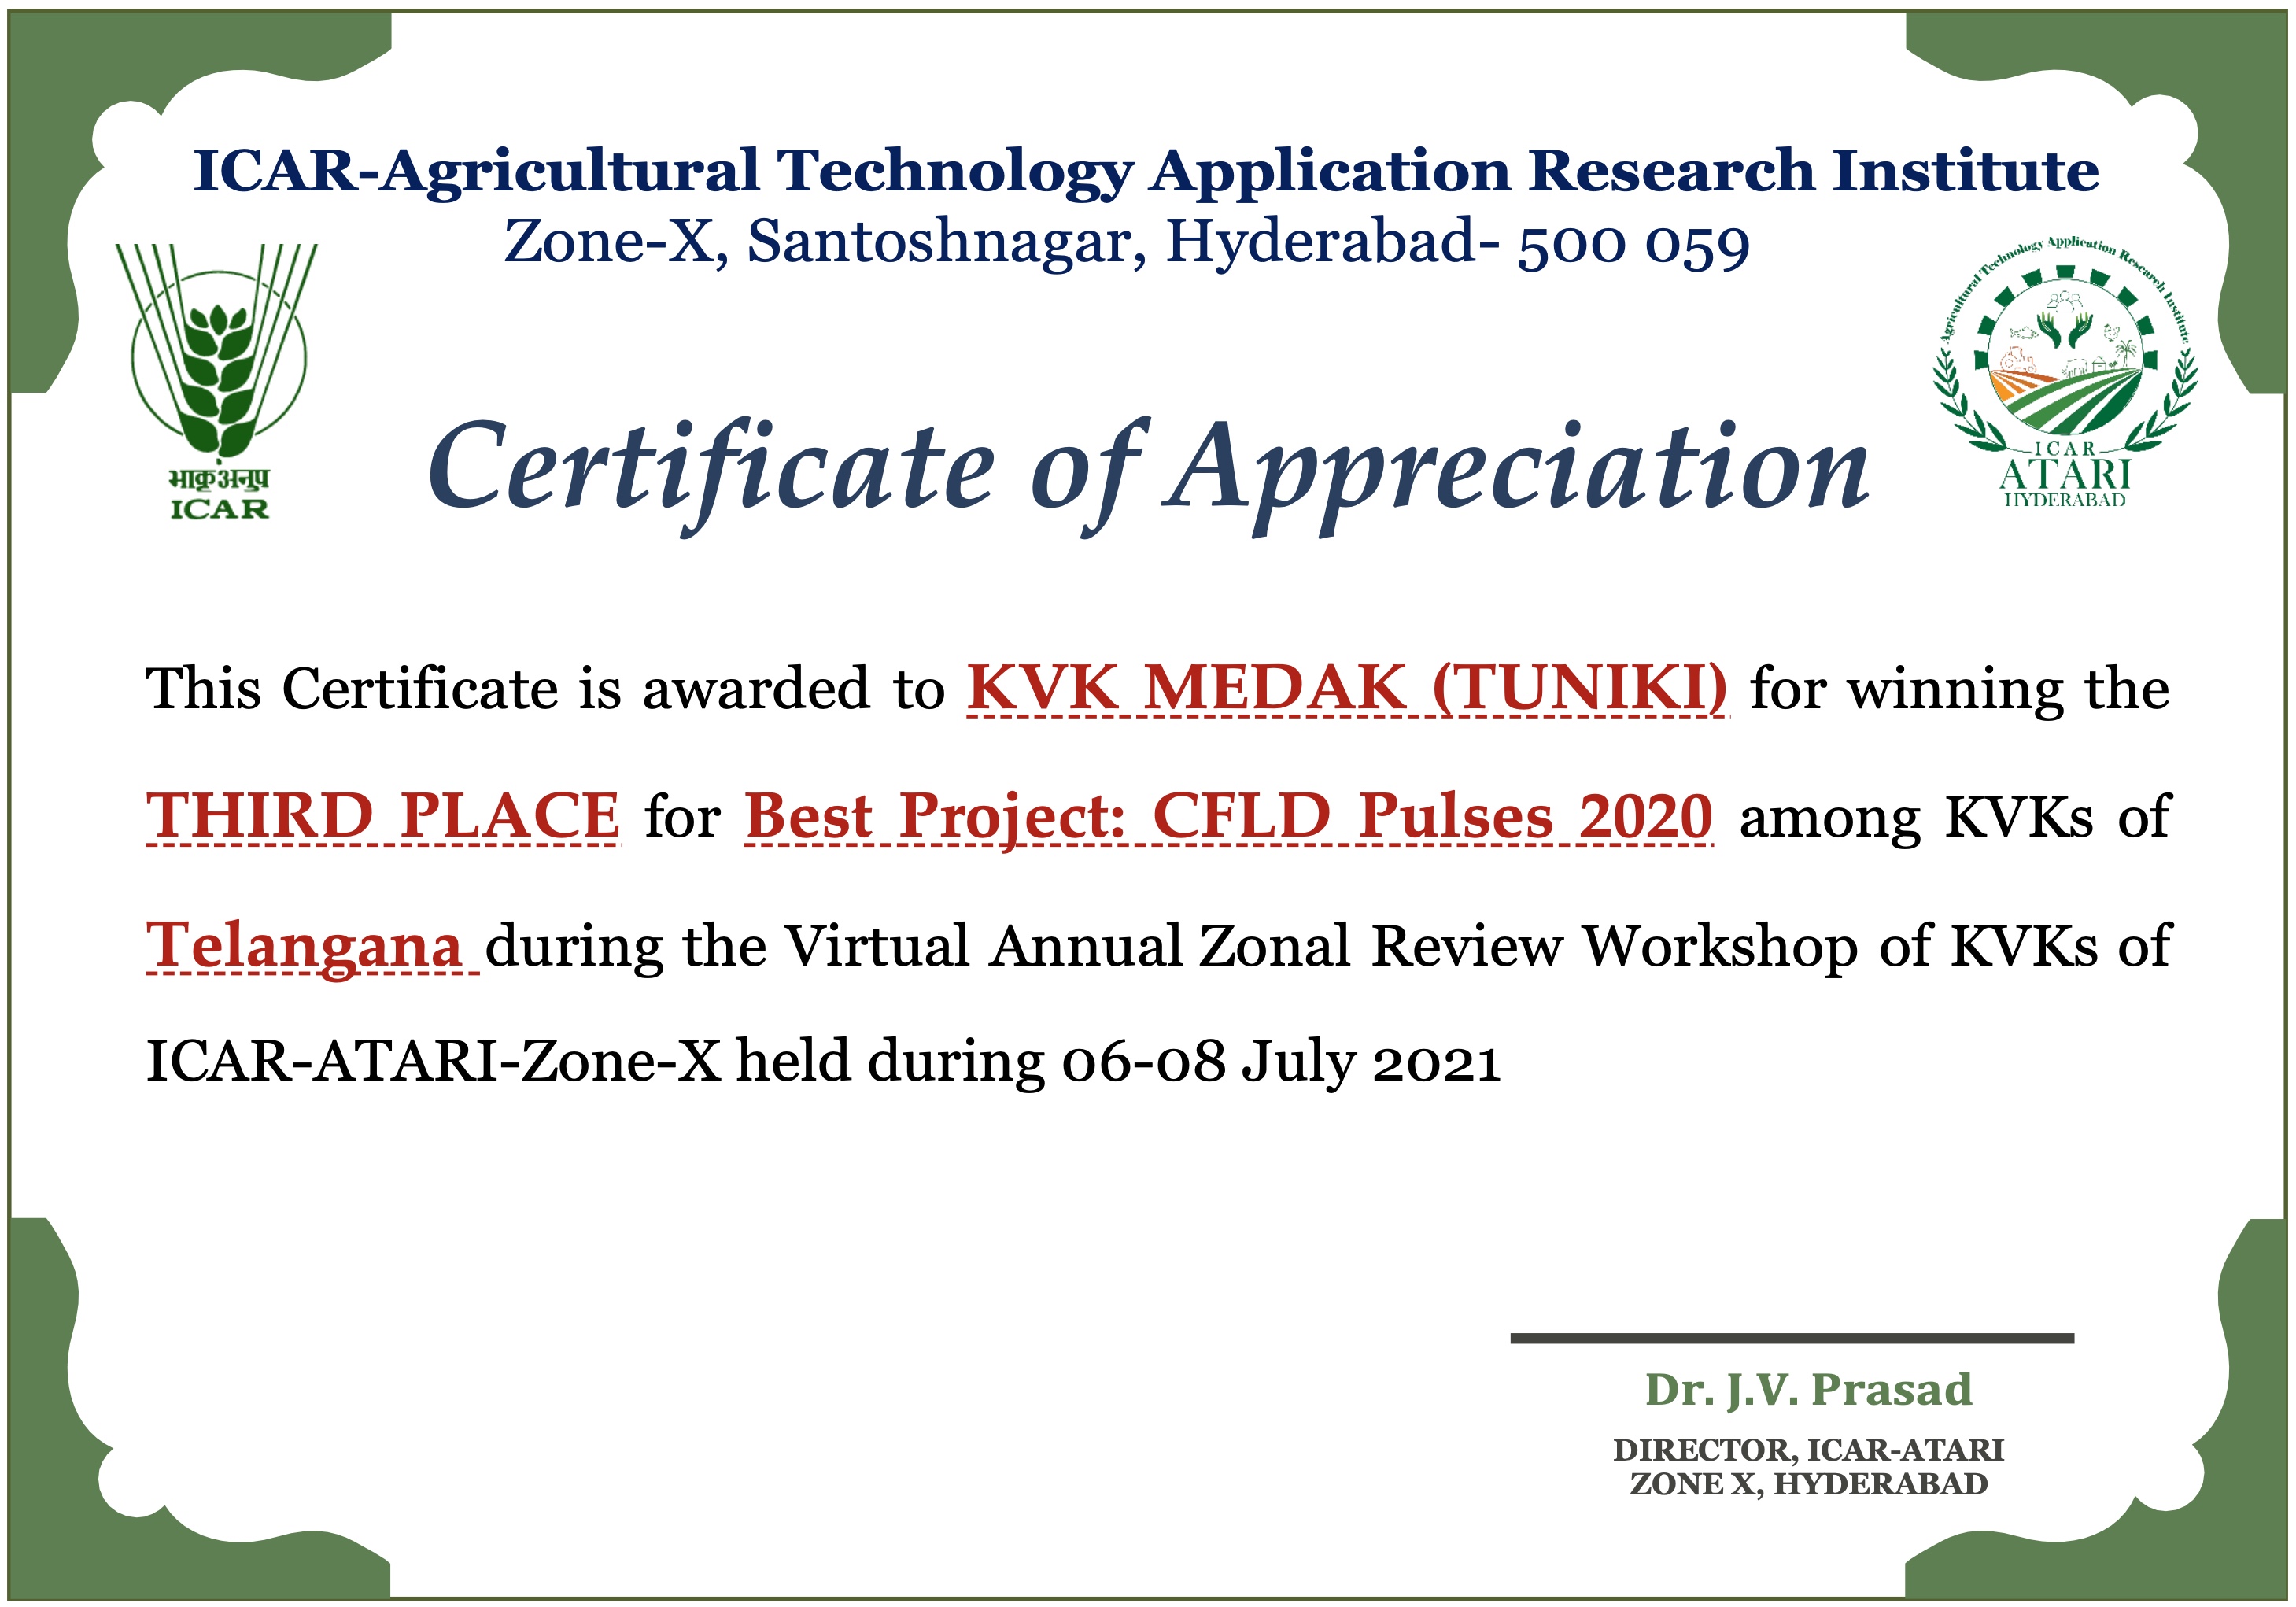 ICAR-Agricultural Technology Application Research Institute
Zone-X, Santoshnagar, Hyderabad- 500 059
भाकृअनुप
ICAR
Agricultural Technology Application Research Institute
ICAR
ATARI
HYDERABAD
Certificate of Appreciation
This Certificate is awarded to KVK MEDAK (TUNIKI) for winning the
THIRD PLACE for Best Project: CFLD Pulses 2020 among KVKs of
Telangana during the Virtual Annual Zonal Review Workshop of KVKs of
ICAR-ATARI-Zone-X held during 06-08 July 2021
Dr. J.V. Prasad
DIRECTOR, ICAR-ATARI
ZONE X, HYDERABAD